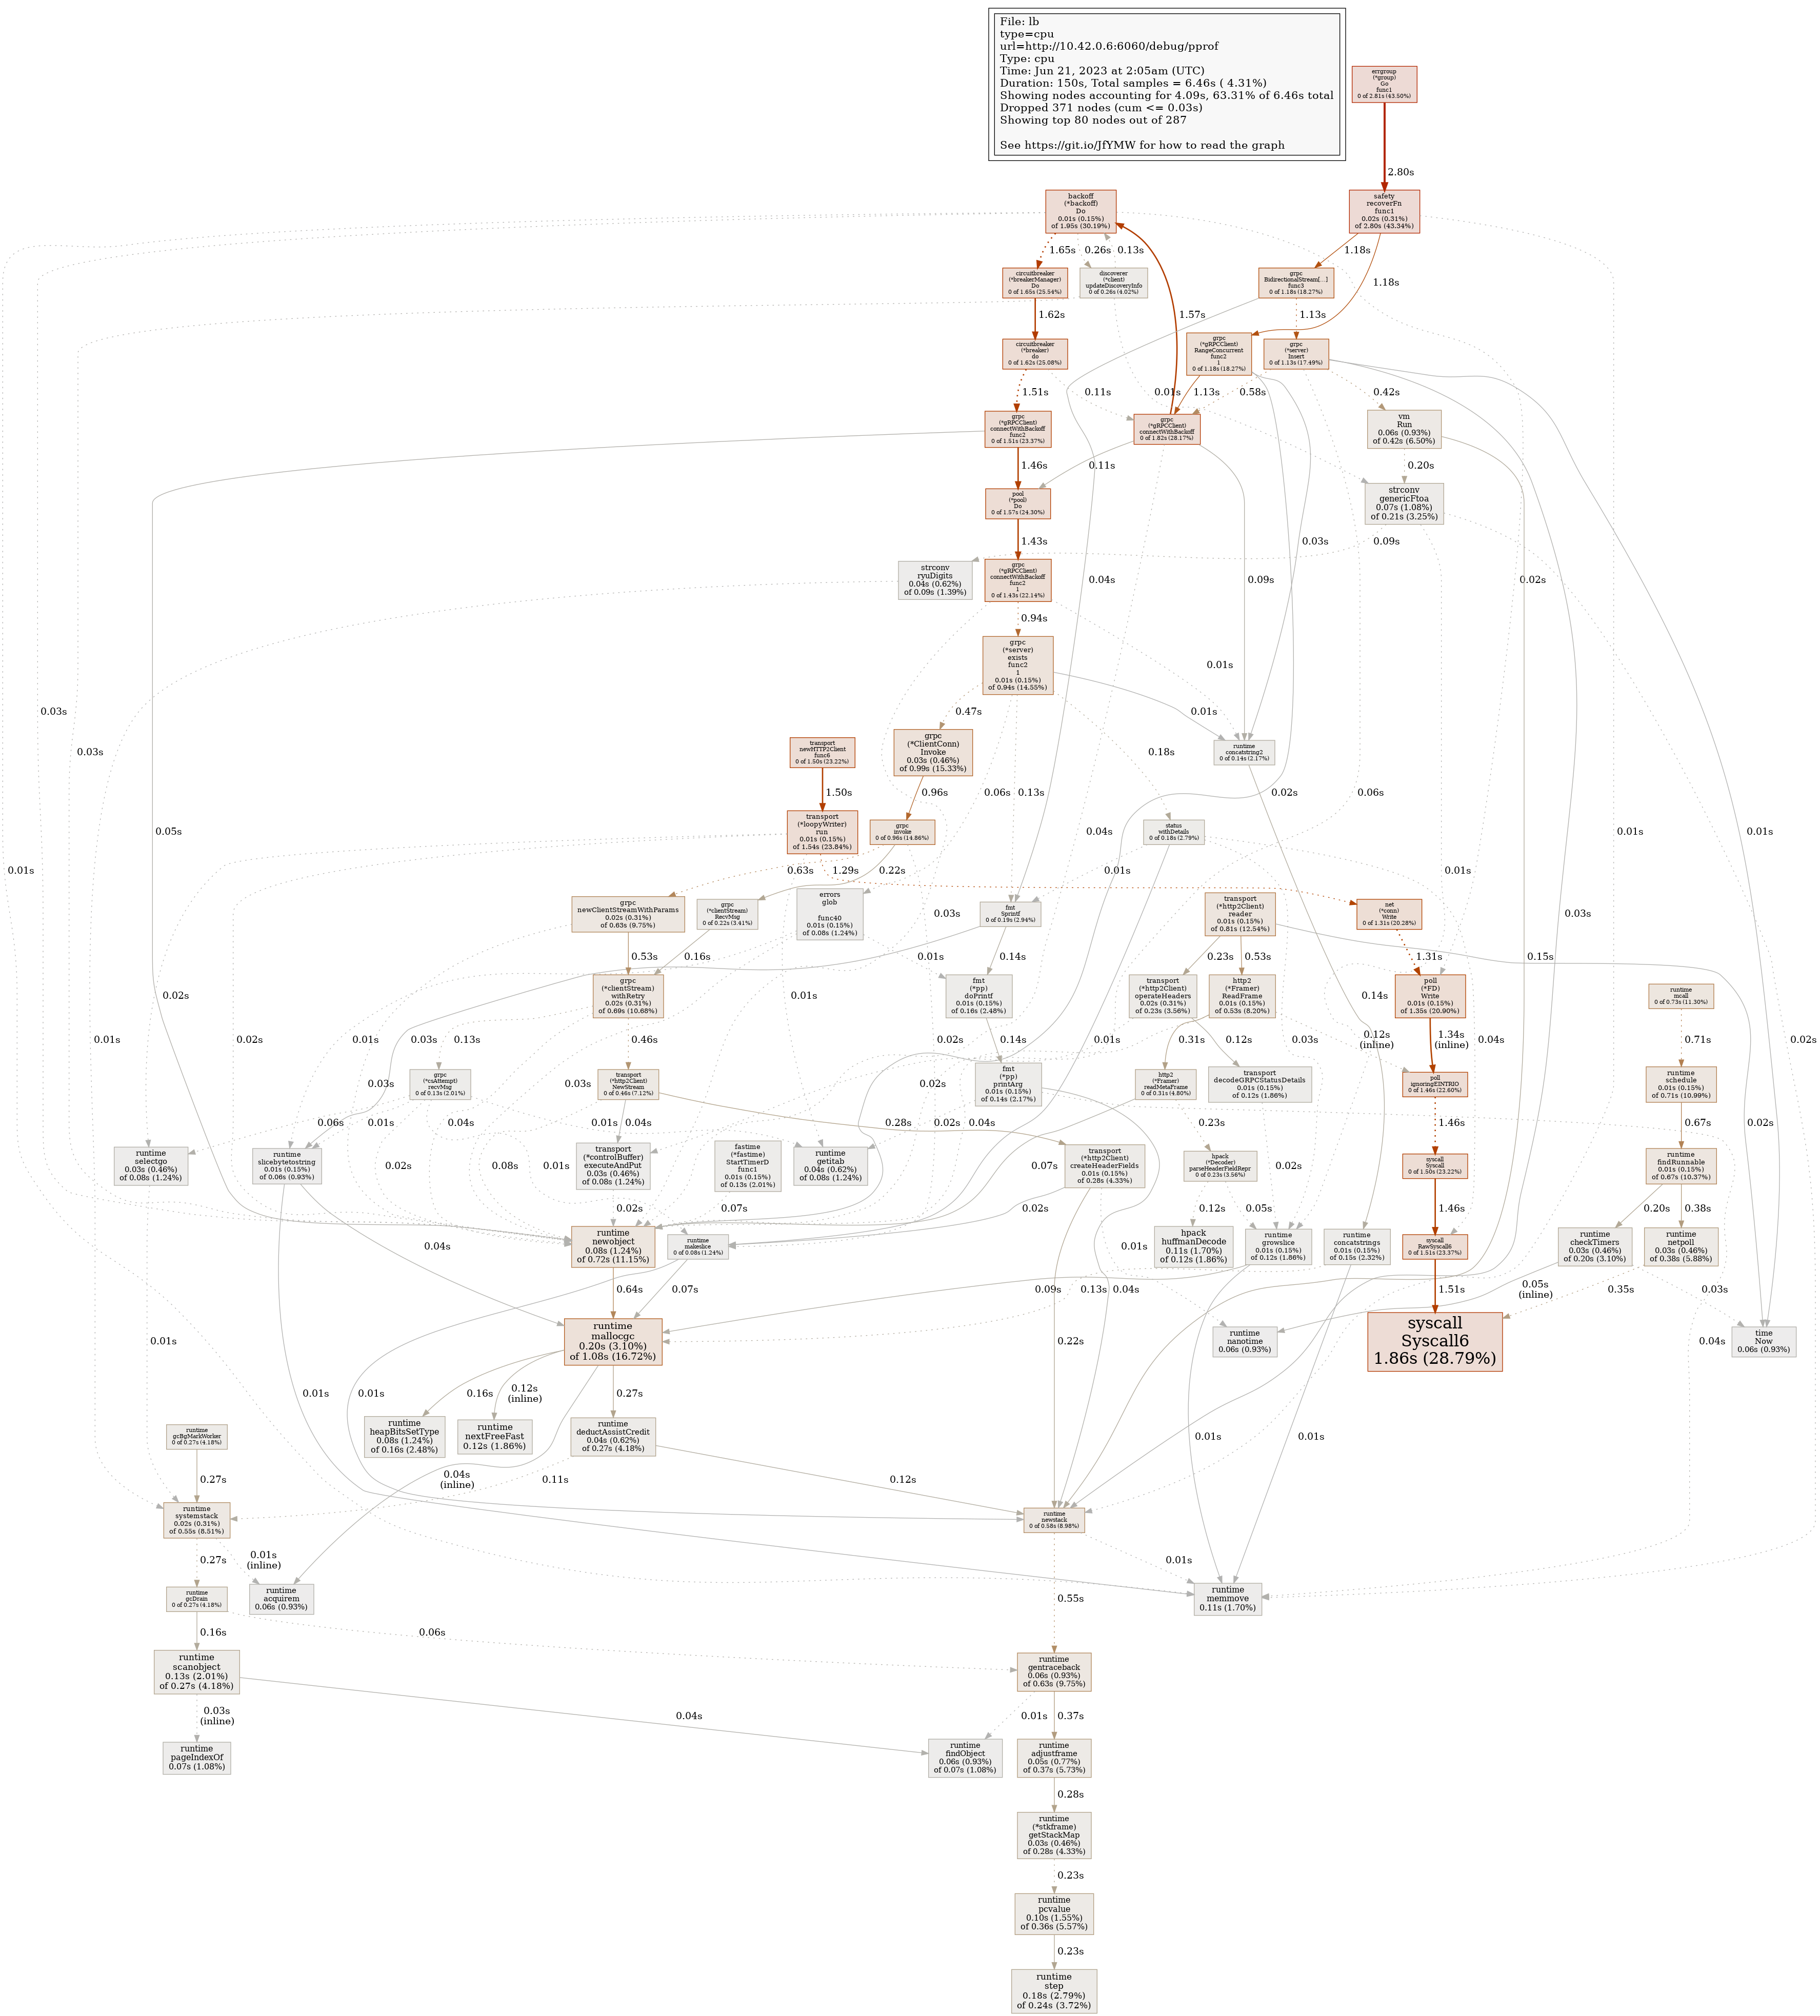 File: lb
type=cpu
url=http://10.42.0.6:6060/debug/pprof
Type: cpu
Time: Jun 21, 2023 at 2:05am (UTC)
Duration: 150s, Total samples = 6.46s ( 4.31%)
Showing nodes accounting for 4.09s, 63.31% of 6.46s total
Dropped 371 nodes (cum <= 0.03s)
Showing top 80 nodes out of 287
See https://git.io/JfYMW for how to read the graph
errgroup
(*group)
Go
func1
0 of 2.81s (43.50%)
2.80s
backoff
(*backoff)
Do
0.01s (0.15%)
of 1.95s (30.19%)
safety
recoverFn
func1
0.02s (0.31%)
of 2.80s (43.34%)
1.65s
0.26s
0.13s
1.18s
1.18s
circuitbreaker
(*breakerManager)
Do
0 of 1.65s (25.54%)
discoverer
(*client)
updateDiscoveryInfo
0 of 0.26s (4.02%)
grpc
BidirectionalStream[...]
func3
0 of 1.18s (18.27%)
1.62s
1.57s
1.13s
circuitbreaker
(*breaker)
do
0 of 1.62s (25.08%)
grpc
(*gRPCClient)
RangeConcurrent
func2
1
0 of 1.18s (18.27%)
grpc
(*server)
Insert
0 of 1.13s (17.49%)
1.51s
0.11s
0.01s
1.13s
0.58s
0.42s
grpc
(*gRPCClient)
connectWithBackoff
func2
0 of 1.51s (23.37%)
grpc
(*gRPCClient)
connectWithBackoff
0 of 1.82s (28.17%)
vm
Run
0.06s (0.93%)
of 0.42s (6.50%)
1.46s
0.11s
0.20s
pool
(*pool)
Do
0 of 1.57s (24.30%)
strconv
genericFtoa
0.07s (1.08%)
of 0.21s (3.25%)
1.43s
0.03s
0.09s
strconv
ryuDigits
0.04s (0.62%)
of 0.09s (1.39%)
grpc
(*gRPCClient)
connectWithBackoff
func2
1
0 of 1.43s (22.14%)
0.04s
0.09s
0.02s
0.94s
grpc
(*server)
exists
func2
1
0.01s (0.15%)
of 0.94s (14.55%)
0.01s
0.03s
0.03s
0.47s
0.01s
0.18s
transport
newHTTP2Client
func6
0 of 1.50s (23.22%)
grpc
(*ClientConn)
Invoke
0.03s (0.46%)
of 0.99s (15.33%)
runtime
concatstring2
0 of 0.14s (2.17%)
1.50s
0.96s
0.06s
0.13s
0.02s
0.06s
transport
(*loopyWriter)
run
0.01s (0.15%)
of 1.54s (23.84%)
grpc
invoke
0 of 0.96s (14.86%)
status
withDetails
0 of 0.18s (2.79%)
0.05s
0.04s
0.01s
0.01s
0.01s
0.63s
1.29s
0.22s
0.01s
0.01s
grpc
newClientStreamWithParams
0.02s (0.31%)
of 0.63s (9.75%)
grpc
(*clientStream)
RecvMsg
0 of 0.22s (3.41%)
errors
glob
func40
0.01s (0.15%)
of 0.08s (1.24%)
0.03s
fmt
Sprintf
0 of 0.19s (2.94%)
transport
(*http2Client)
reader
0.01s (0.15%)
of 0.81s (12.54%)
net
(*conn)
Write
0 of 1.31s (20.28%)
0.03s
0.53s
0.16s
0.01s
0.14s
0.23s
0.53s
1.31s
0.15s
grpc
(*clientStream)
withRetry
0.02s (0.31%)
of 0.69s (10.68%)
0.01s
fmt
(*pp)
doPrintf
0.01s (0.15%)
of 0.16s (2.48%)
transport
(*http2Client)
operateHeaders
0.02s (0.31%)
of 0.23s (3.56%)
http2
(*Framer)
ReadFrame
0.01s (0.15%)
of 0.53s (8.20%)
poll
(*FD)
Write
0.01s (0.15%)
of 1.35s (20.90%)
runtime
mcall
0 of 0.73s (11.30%)
0.02s
0.14s
0.01s
0.02s
0.03s
0.01s
0.13s
0.46s
0.02s
0.14s
0.01s
0.12s
0.31s
0.03s
0.12s
(inline)
1.34s
(inline)
0.04s
0.71s
0.02s
grpc
(*csAttempt)
recvMsg
0 of 0.13s (2.01%)
transport
(*http2Client)
NewStream
0 of 0.46s (7.12%)
fmt
(*pp)
printArg
0.01s (0.15%)
of 0.14s (2.17%)
http2
(*Framer)
readMetaFrame
0 of 0.31s (4.80%)
transport
decodeGRPCStatusDetails
0.01s (0.15%)
of 0.12s (1.86%)
poll
ignoringEINTRIO
0 of 1.46s (22.60%)
runtime
schedule
0.01s (0.15%)
of 0.71s (10.99%)
0.03s
0.03s
0.02s
0.06s
0.01s
0.04s
0.04s
0.01s
0.28s
0.02s
0.04s
0.23s
1.46s
0.67s
runtime
selectgo
0.03s (0.46%)
of 0.08s (1.24%)
runtime
slicebytetostring
0.01s (0.15%)
of 0.06s (0.93%)
0.02s
0.08s
0.01s
transport
(*controlBuffer)
executeAndPut
0.03s (0.46%)
of 0.08s (1.24%)
fastime
(*fastime)
StartTimerD
func1
0.01s (0.15%)
of 0.13s (2.01%)
runtime
getitab
0.04s (0.62%)
of 0.08s (1.24%)
transport
(*http2Client)
createHeaderFields
0.01s (0.15%)
of 0.28s (4.33%)
0.07s
hpack
(*Decoder)
parseHeaderFieldRepr
0 of 0.23s (3.56%)
0.02s
syscall
Syscall
0 of 1.50s (23.22%)
runtime
findRunnable
0.01s (0.15%)
of 0.67s (10.37%)
0.02s
0.02s
0.07s
0.02s
0.12s
0.05s
1.46s
0.20s
0.38s
runtime
newobject
0.08s (1.24%)
of 0.72s (11.15%)
runtime
makeslice
0 of 0.08s (1.24%)
0.01s
hpack
huffmanDecode
0.11s (1.70%)
of 0.12s (1.86%)
runtime
growslice
0.01s (0.15%)
of 0.12s (1.86%)
runtime
concatstrings
0.01s (0.15%)
of 0.15s (2.32%)
syscall
RawSyscall6
0 of 1.51s (23.37%)
runtime
checkTimers
0.03s (0.46%)
of 0.20s (3.10%)
runtime
netpoll
0.03s (0.46%)
of 0.38s (5.88%)
0.04s
0.64s
0.07s
0.09s
0.13s
0.04s
1.51s
0.05s
(inline)
0.35s
0.03s
0.01s
runtime
mallocgc
0.20s (3.10%)
of 1.08s (16.72%)
0.22s
runtime
nanotime
0.06s (0.93%)
syscall
Syscall6
1.86s (28.79%)
0.04s
time
Now
0.06s (0.93%)
0.01s
0.01s
0.16s
0.12s
(inline)
0.27s
runtime
gcBgMarkWorker
0 of 0.27s (4.18%)
runtime
heapBitsSetType
0.08s (1.24%)
of 0.16s (2.48%)
runtime
nextFreeFast
0.12s (1.86%)
runtime
deductAssistCredit
0.04s (0.62%)
of 0.27s (4.18%)
0.01s
0.01s
0.27s
0.04s
(inline)
0.11s
0.12s
runtime
systemstack
0.02s (0.31%)
of 0.55s (8.51%)
runtime
newstack
0 of 0.58s (8.98%)
0.27s
0.01s
(inline)
0.01s
runtime
gcDrain
0 of 0.27s (4.18%)
runtime
acquirem
0.06s (0.93%)
0.55s
runtime
memmove
0.11s (1.70%)
0.16s
0.06s
runtime
scanobject
0.13s (2.01%)
of 0.27s (4.18%)
runtime
gentraceback
0.06s (0.93%)
of 0.63s (9.75%)
0.03s
(inline)
0.04s
0.01s
0.37s
runtime
pageIndexOf
0.07s (1.08%)
runtime
findObject
0.06s (0.93%)
of 0.07s (1.08%)
runtime
adjustframe
0.05s (0.77%)
of 0.37s (5.73%)
0.28s
runtime
(*stkframe)
getStackMap
0.03s (0.46%)
of 0.28s (4.33%)
0.23s
runtime
pcvalue
0.10s (1.55%)
of 0.36s (5.57%)
0.23s
runtime
step
0.18s (2.79%)
of 0.24s (3.72%)